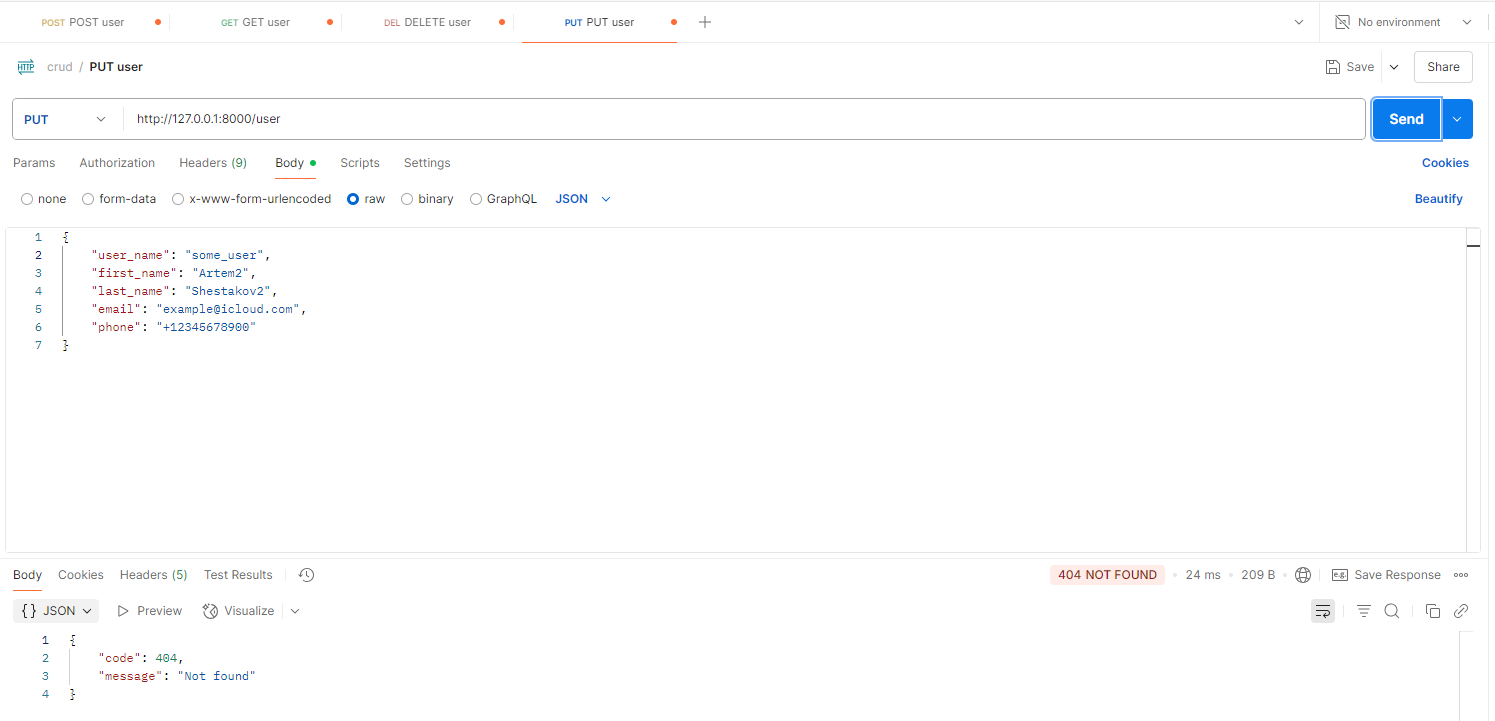 POST POST user GET GET user DEL DELETE user PUT PUT user No environment
HTTP crud / PUT user Save Share
PUT http://127.0.0.1:8000/user Send
Params Authorization Headers (9) Body Scripts Settings Cookies
none form-data x-www-form-urlencoded raw binary GraphQL JSON Beautify
1 {
2 "user_name": "some_user",
3 "first_name": "Artem2",
4 "last_name": "Shestakov2",
5 "email": "example@icloud.com",
6 "phone": "+12345678900"
7 }
Body Cookies Headers (5) Test Results 404 NOT FOUND 24 ms 209 B e.g. Save Response
{} JSON Preview Visualize
1 {
2 "code": 404,
3 "message": "Not found"
4 }